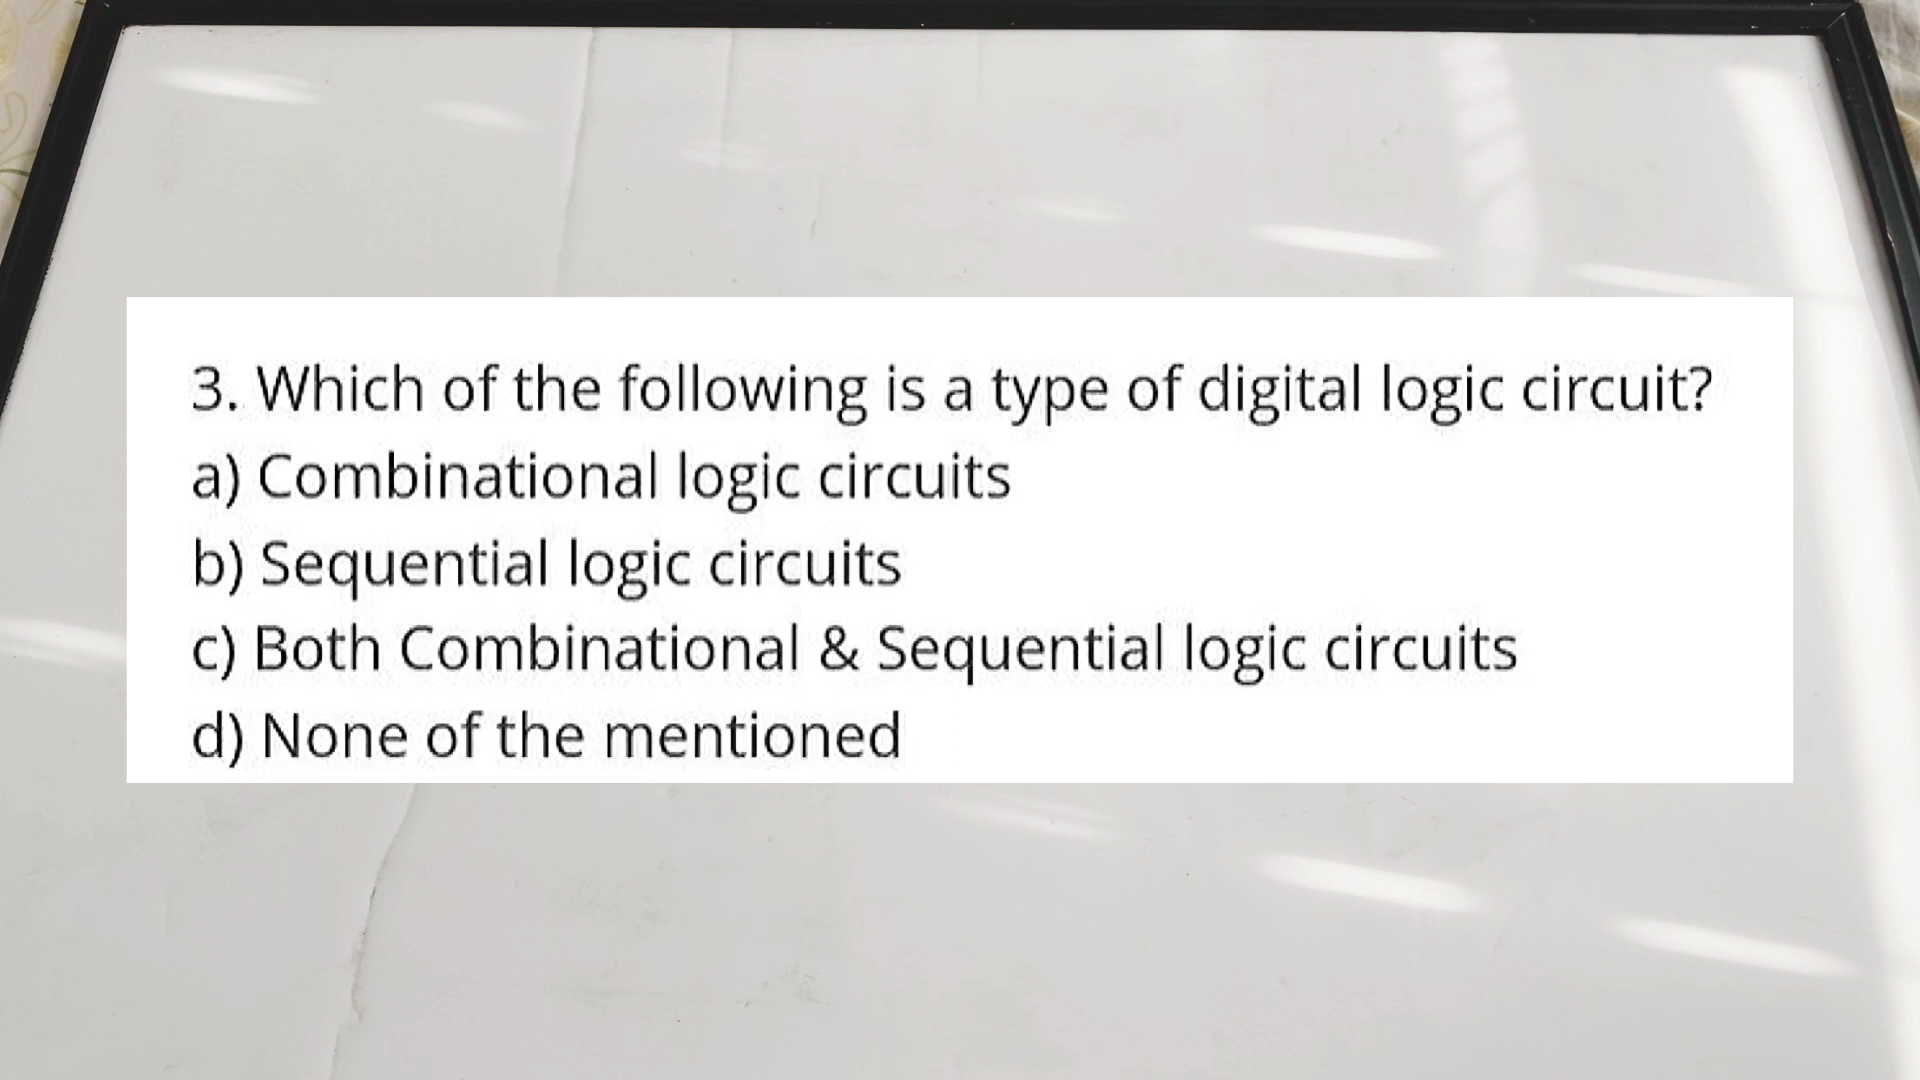 3. Which of the following is a type of digital logic circuit?
a) Combinational logic circuits
b) Sequential logic circuits
c) Both Combinational & Sequential logic circuits
d) None of the mentioned